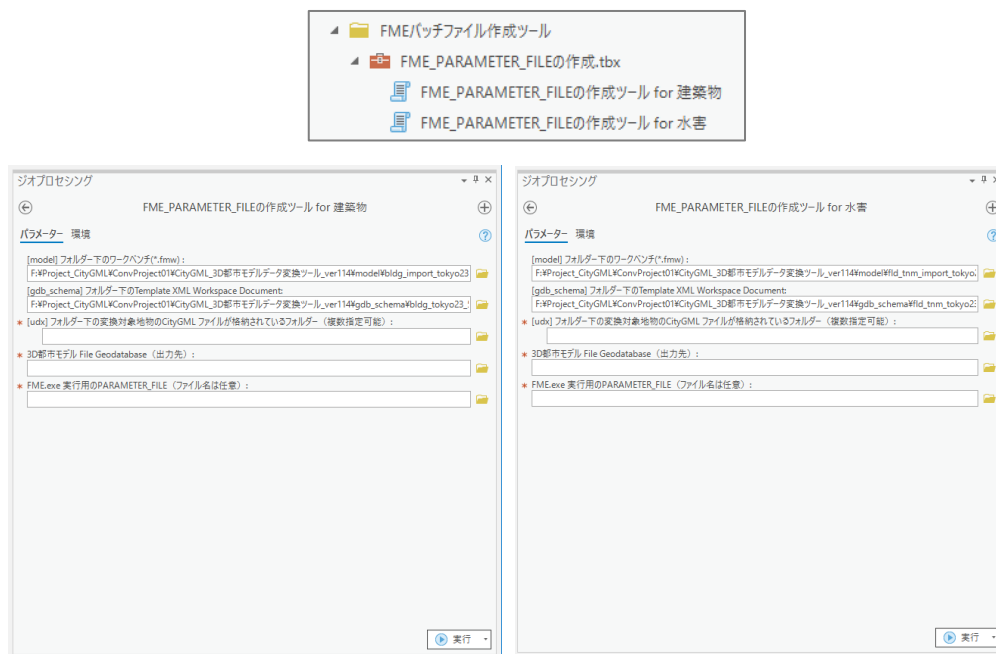 FMEバッチファイル作成ツール
FME_PARAMETER_FILEの作成.tbx
FME_PARAMETER_FILEの作成ツール for 建築物
FME_PARAMETER_FILEの作成ツール for 水害
ジオプロセシング
FME_PARAMETER_FILEの作成ツール for 建築物
パラメーター 環境
[model] フォルダー下のワークベンチ(*.fmw) :
F:¥Project_CityGML¥ConvProject01¥CityGML_3D都市モデルデータ変換ツール_ver114¥model¥bldg_import_tokyo23
[gdb_schema] フォルダー下のTemplate XML Workspace Document:
F:¥Project_CityGML¥ConvProject01¥CityGML_3D都市モデルデータ変換ツール_ver114¥gdb_schema¥bldg_tokyo23_
* [udx] フォルダー下の変換対象地物のCityGML ファイルが格納されているフォルダー（複数指定可能）:
* 3D都市モデル File Geodatabase（出力先）:
* FME.exe 実行用のPARAMETER_FILE（ファイル名は任意）:
実行
ジオプロセシング
FME_PARAMETER_FILEの作成ツール for 水害
パラメーター 環境
[model] フォルダー下のワークベンチ(*.fmw) :
F:¥Project_CityGML¥ConvProject01¥CityGML_3D都市モデルデータ変換ツール_ver114¥model¥fld_tnm_import_tokyo
[gdb_schema] フォルダー下のTemplate XML Workspace Document:
F:¥Project_CityGML¥ConvProject01¥CityGML_3D都市モデルデータ変換ツール_ver114¥gdb_schema¥fld_tnm_tokyo2
* [udx] フォルダー下の変換対象地物のCityGML ファイルが格納されているフォルダー（複数指定可能）:
* 3D都市モデル File Geodatabase（出力先）:
* FME.exe 実行用のPARAMETER_FILE（ファイル名は任意）:
実行